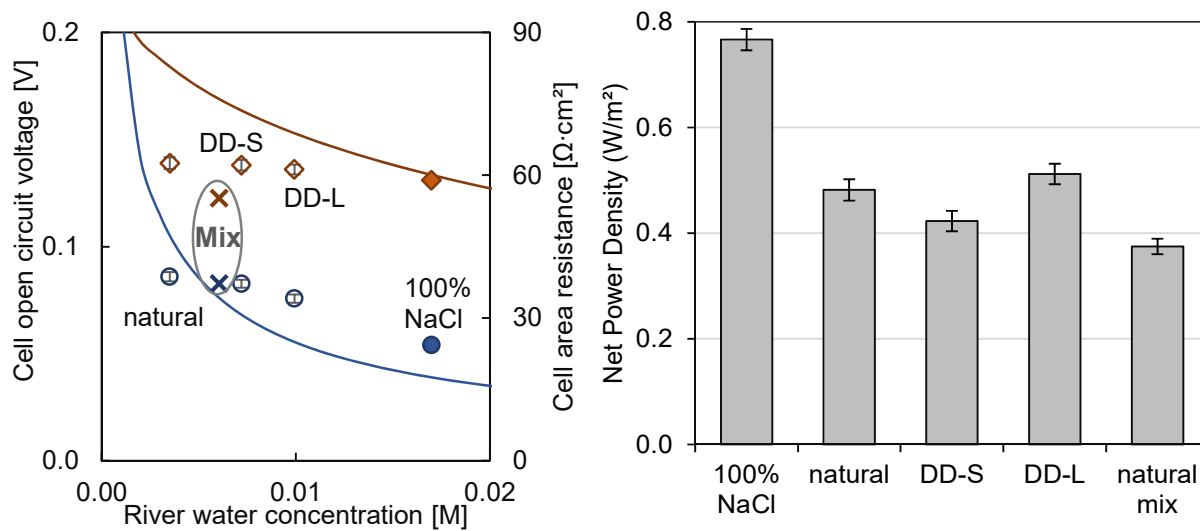 Cell open circuit voltage [V]
0.2
0.1
0.0
90
60
30
0
Cell area resistance [Ω·cm²]
DD-S
DD-L
Mix
natural
100%
NaCl
0.00
0.01
0.02
River water concentration [M]
Net Power Density (W/m²)
0.8
0.6
0.4
0.2
0.0
100%
NaCl
natural
DD-S
DD-L
natural
mix